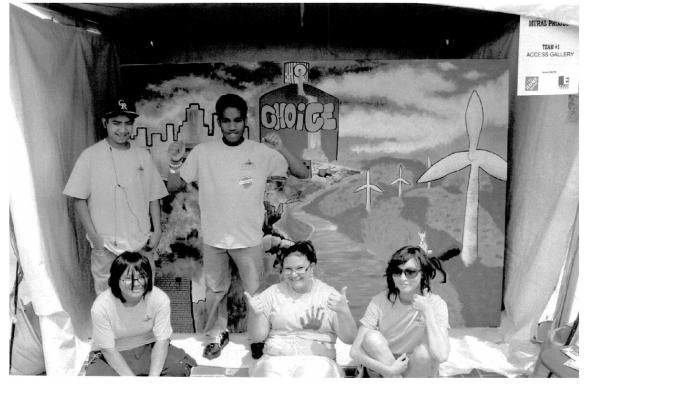 MURAL PROJECT
TEAM #1
ACCESS GALLERY
CHOICE